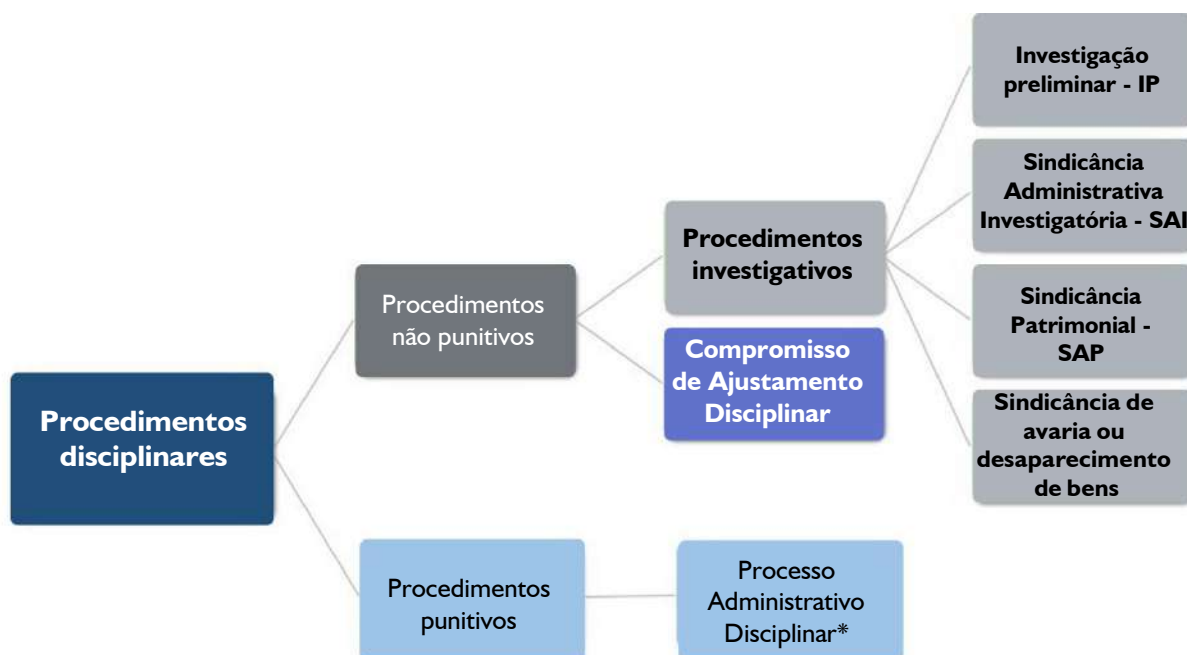 Procedimentos
disciplinares
Procedimentos
não punitivos
Procedimentos
investigativos
Investigação
preliminar - IP
Sindicância
Administrativa
Investigatória - SAI
Sindicância
Patrimonial -
SAP
Sindicância de
avaria ou
desaparecimento
de bens
Compromisso
de Ajustamento
Disciplinar
Procedimentos
punitivos
Processo
Administrativo
Disciplinar*